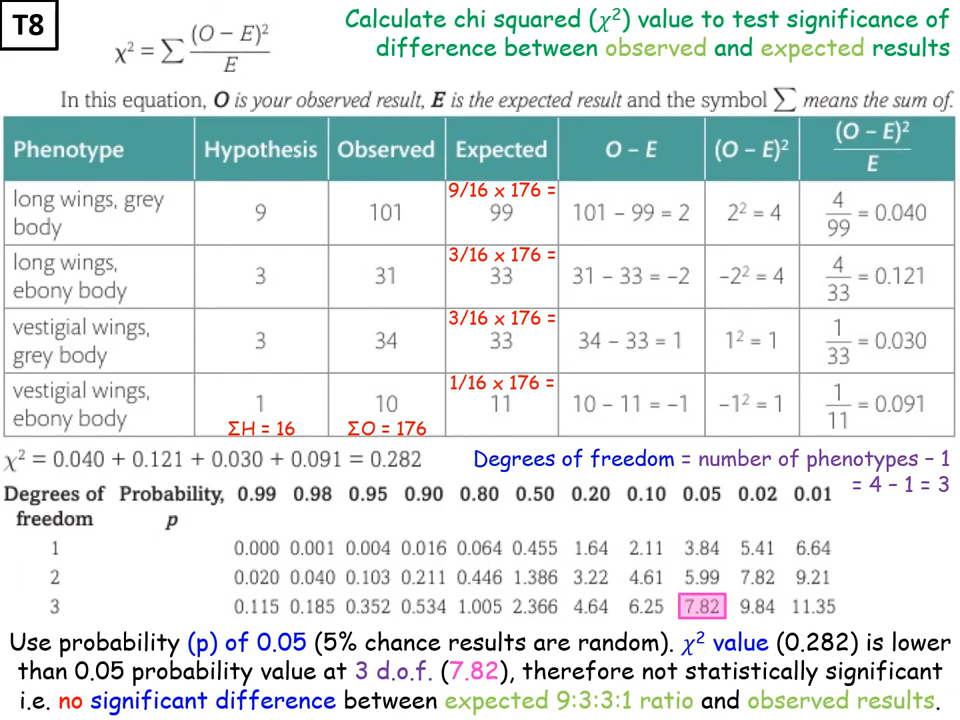 T8
Calculate chi squared (χ²) value to test significance of
difference between observed and expected results
χ² = ∑ (O – E)² / E
In this equation, O is your observed result, E is the expected result and the symbol ∑ means the sum of.
Phenotype Hypothesis Observed Expected O – E (O – E)² (O – E)² / E
long wings, grey body 9 101 9/16 x 176 = 99 101 – 99 = 2 2² = 4 4/99 = 0.040
long wings, ebony body 3 31 3/16 x 176 = 33 31 – 33 = –2 –2² = 4 4/33 = 0.121
vestigial wings, grey body 3 34 3/16 x 176 = 33 34 – 33 = 1 1² = 1 1/33 = 0.030
vestigial wings, ebony body 1 10 1/16 x 176 = 11 10 – 11 = –1 –1² = 1 1/11 = 0.091
ΣH = 16 ΣO = 176
χ² = 0.040 + 0.121 + 0.030 + 0.091 = 0.282
Degrees of freedom = number of phenotypes – 1
= 4 – 1 = 3
Degrees of freedom Probability, p 0.99 0.98 0.95 0.90 0.80 0.50 0.20 0.10 0.05 0.02 0.01
1 0.000 0.001 0.004 0.016 0.064 0.455 1.64 2.11 3.84 5.41 6.64
2 0.020 0.040 0.103 0.211 0.446 1.386 3.22 4.61 5.99 7.82 9.21
3 0.115 0.185 0.352 0.534 1.005 2.366 4.64 6.25 7.82 9.84 11.35
Use probability (p) of 0.05 (5% chance results are random). χ² value (0.282) is lower
than 0.05 probability value at 3 d.o.f. (7.82), therefore not statistically significant
i.e. no significant difference between expected 9:3:3:1 ratio and observed results.